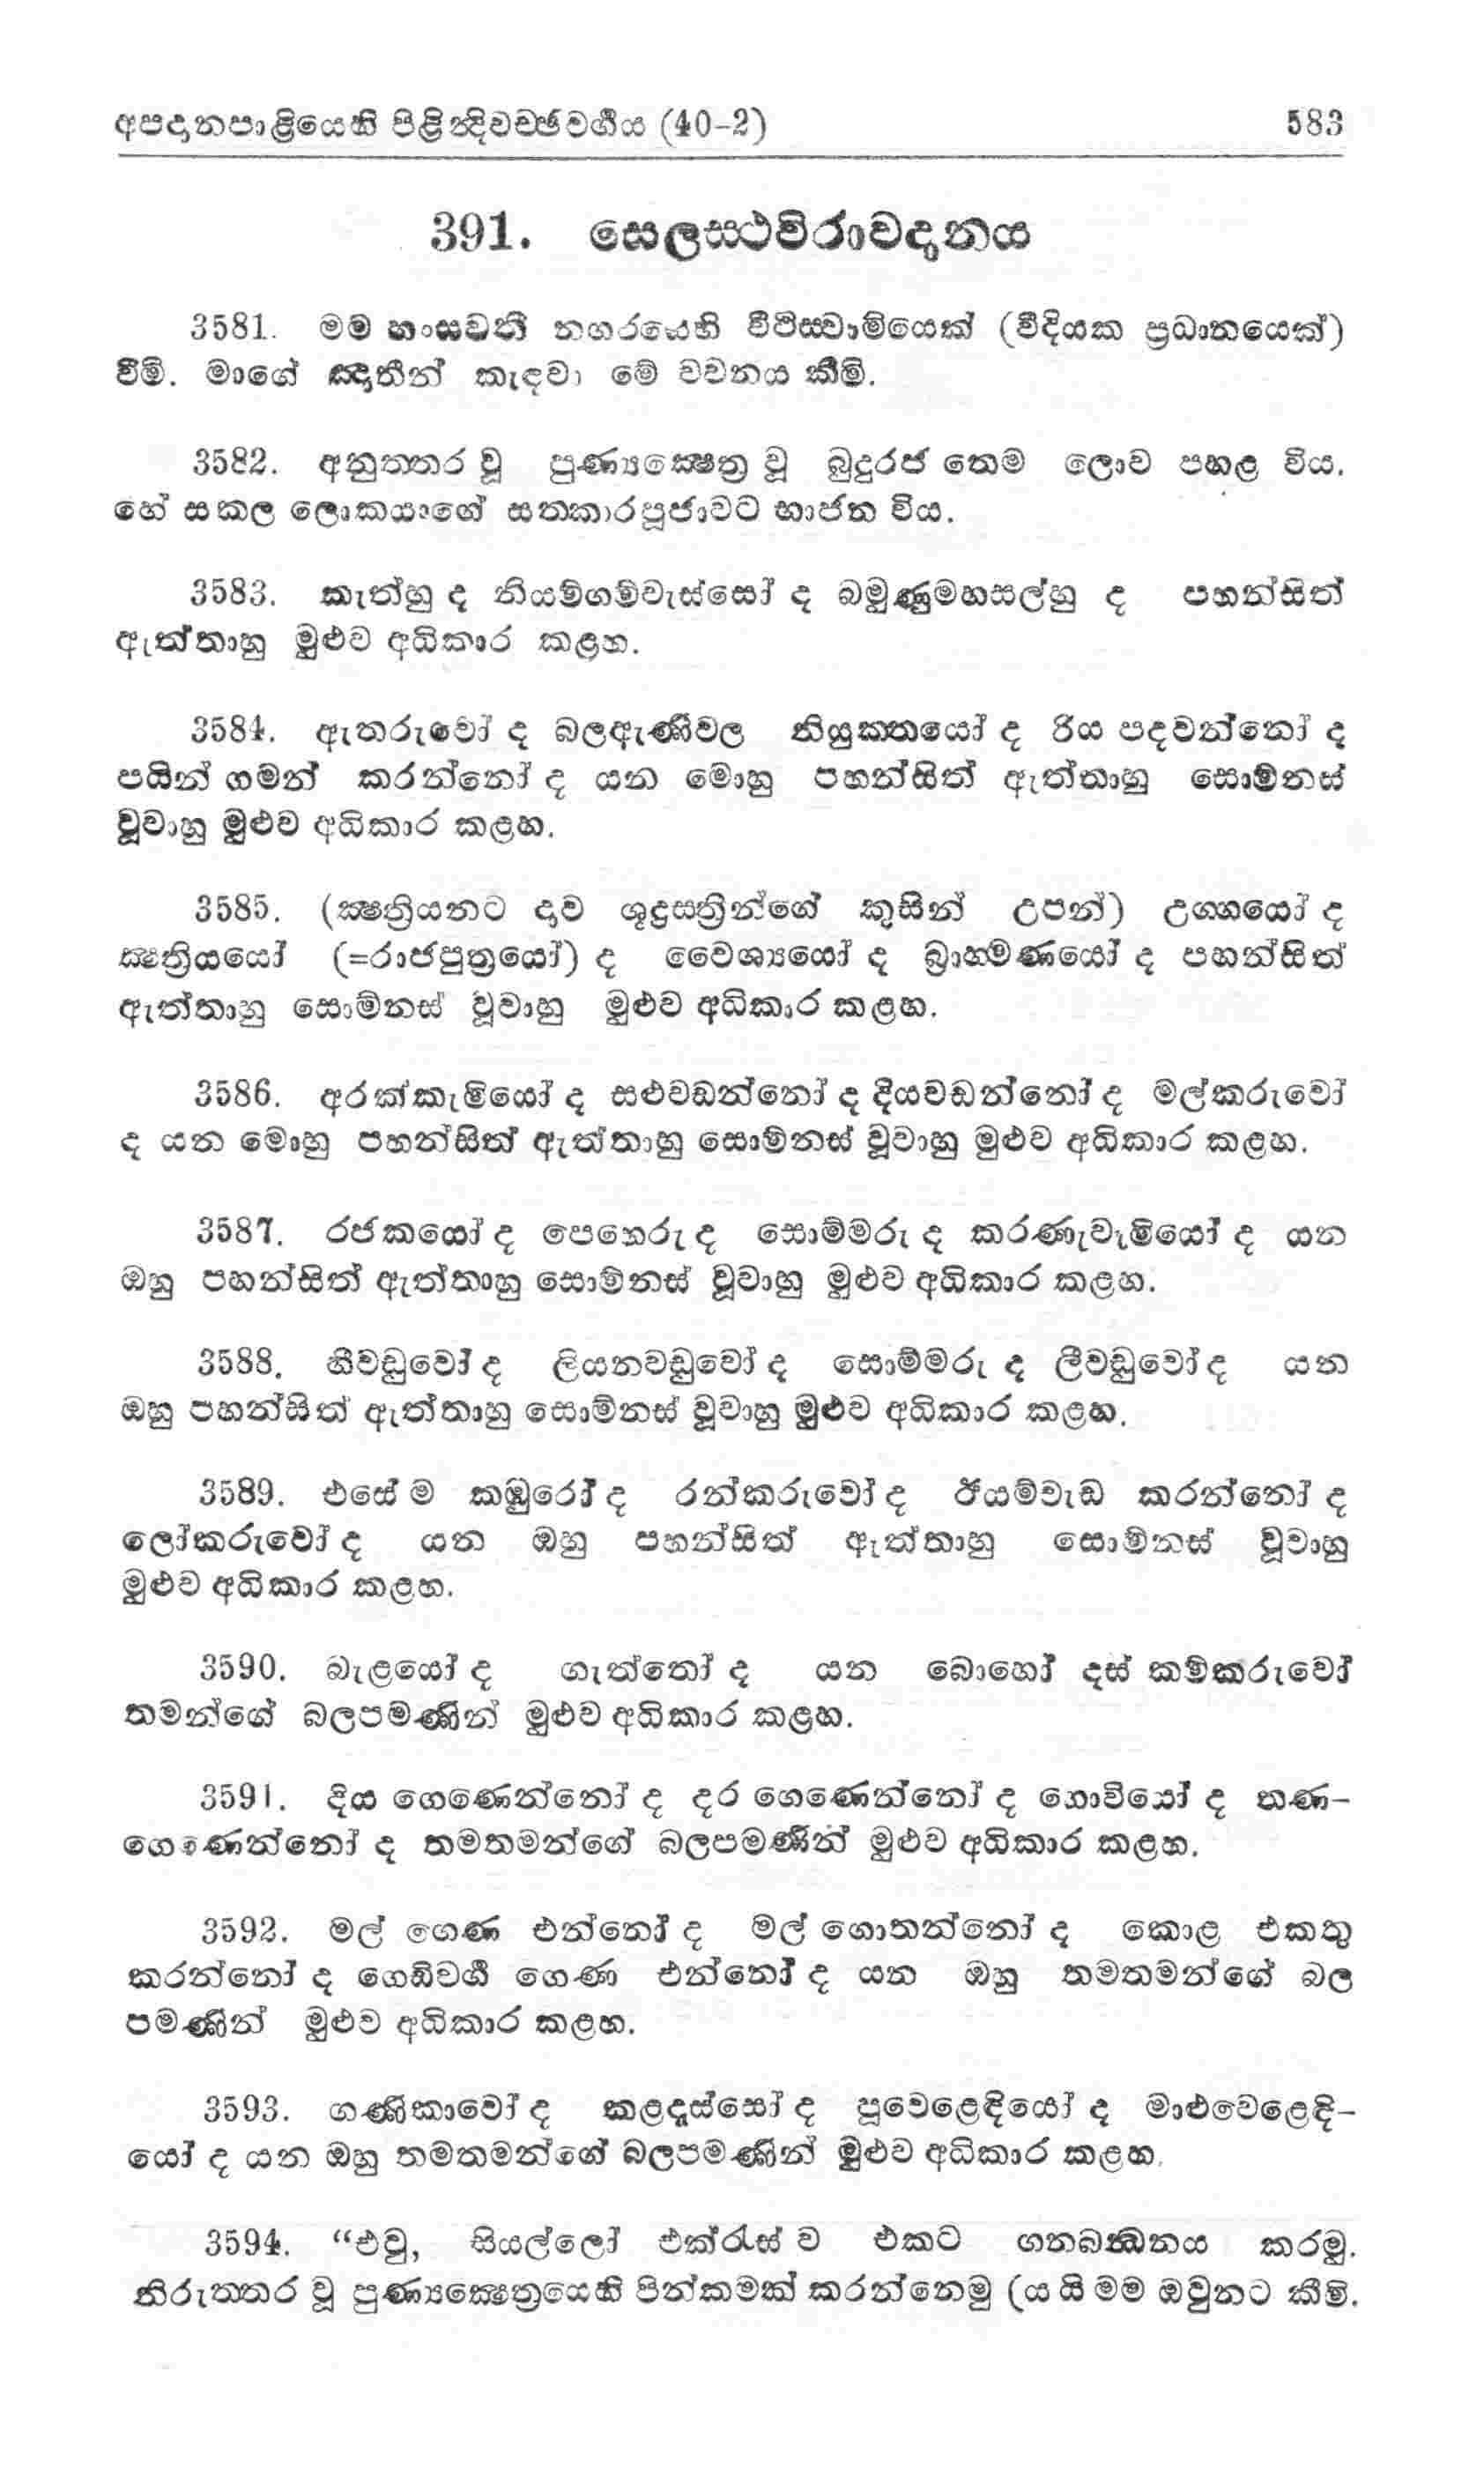 අපදානපාළියෙහි පිළින්‍දිවච්ඡවර්‍ගය (40-2) 583
391. සෙලස්ථවිරාවදානය
3581. මම හංසවතී නගරයෙහි වීථිස්වාමියෙක් (වීදියක ප්‍රධානයෙක්)
වීමි. මාගේ ඤාතීන් කැඳවා මේ වචනය කීමි.
3582. අනුත්තර වූ පුණ්‍යක්‍ෂෙත්‍ර වූ බුදුරජ තෙම ලොව පහළ විය.
හේ සකල ලොකයාගේ සත්කාරපූජාවට භාජන විය.
3583. කැත්හු ද නියම්ගම්වැස්සෝ ද බමුණුමහසල්හු ද පහන්සිත්
ඇත්තාහු මුළුව අධිකාර කළහ.
3584. ඇතරුවෝ ද බලඇණිවල නියුක්තයෝ ද රිය පදවන්නෝ ද
පයින් ගමන් කරන්නෝ ද යන මොහු පහන්සිත් ඇත්තාහු සොම්නස්
වූවාහු මුළුව අධිකාර කළහ.
3585. (ක්‍ෂත්‍රියනට දාව ශූද්‍රස්ත්‍රින්ගේ කුසින් උපන්) උග්‍ගයෝ ද
ක්‍ෂත්‍රියයෝ (=රාජපුත්‍රයෝ) ද වෛශ්‍යයෝ ද බ්‍රාහ්මණයෝ ද පහන්සිත්
ඇත්තාහු සොම්නස් වූවාහු මුළුව අධිකාර කළහ.
3586. අරක්කැමියෝ ද සළුවඩන්නෝ ද දියවඩන්නෝ ද මල්කරුවෝ
ද යන මොහු පහන්සිත් ඇත්තාහු සොම්නස් වූවාහු මුළුව අධිකාර කළහ.
3587. රජකයෝ ද පෙහෙරු ද සොම්මරු ද කරණැවෑමියෝ ද යන
ඔහු පහන්සිත් ඇත්තාහු සොම්නස් වූවාහු මුළුව අධිකාර කළහ.
3588. හීවඩුවෝ ද ලියනවඩුවෝ ද සොම්මරු ද ලීවඩුවෝ ද යන
ඔහු පහන්සිත් ඇත්තාහු සොම්නස් වූවාහු මුළුව අධිකාර කළහ.
3589. එසේ ම කඹුරෝ ද රන්කරුවෝ ද ඊයම්වැඩ කරන්නෝ ද
ලෝකරුවෝ ද යන ඔහු පහන්සිත් ඇත්තාහු සොම්නස් වූවාහු
මුළුව අධිකාර කළහ.
3590. බැළයෝ ද ගැත්තෝ ද යන බොහෝ දස් කම්කරුවෝ
තමන්ගේ බලපමණින් මුළුව අධිකාර කළහ.
3591. දිය ගෙණෙන්නෝ ද දර ගෙණෙන්නෝ ද ගොවියෝ ද තණ-
ගෙණෙන්නෝ ද තමතමන්ගේ බලපමණින් මුළුව අධිකාර කළහ.
3592. මල් ගෙණ එන්නෝ ද මල් ගොතන්නෝ ද කොළ එකතු
කරන්නෝ ද ගෙඩිවර්‍ග ගෙණ එන්නෝ ද යන ඔහු තමතමන්ගේ බල
පමණින් මුළුව අධිකාර කළහ.
3593. ගණිකාවෝ ද කළදාස්සෝ ද පූවෙළෙඳියෝ ද මාළුවෙළෙඳි-
යෝ ද යන ඔහු තමතමන්ගේ බලපමණින් මුළුව අධිකාර කළහ.
3594. “එවු, සියල්ලෝ එක්රැස් ව එකට ගනබන්‍ධනය කරමු.
නිරුත්තර වූ පුණ්‍යක්‍ෂෙත්‍රයෙහි පින්කමක් කරන්නෙමු (ය යි මම ඔවුනට කීමි.